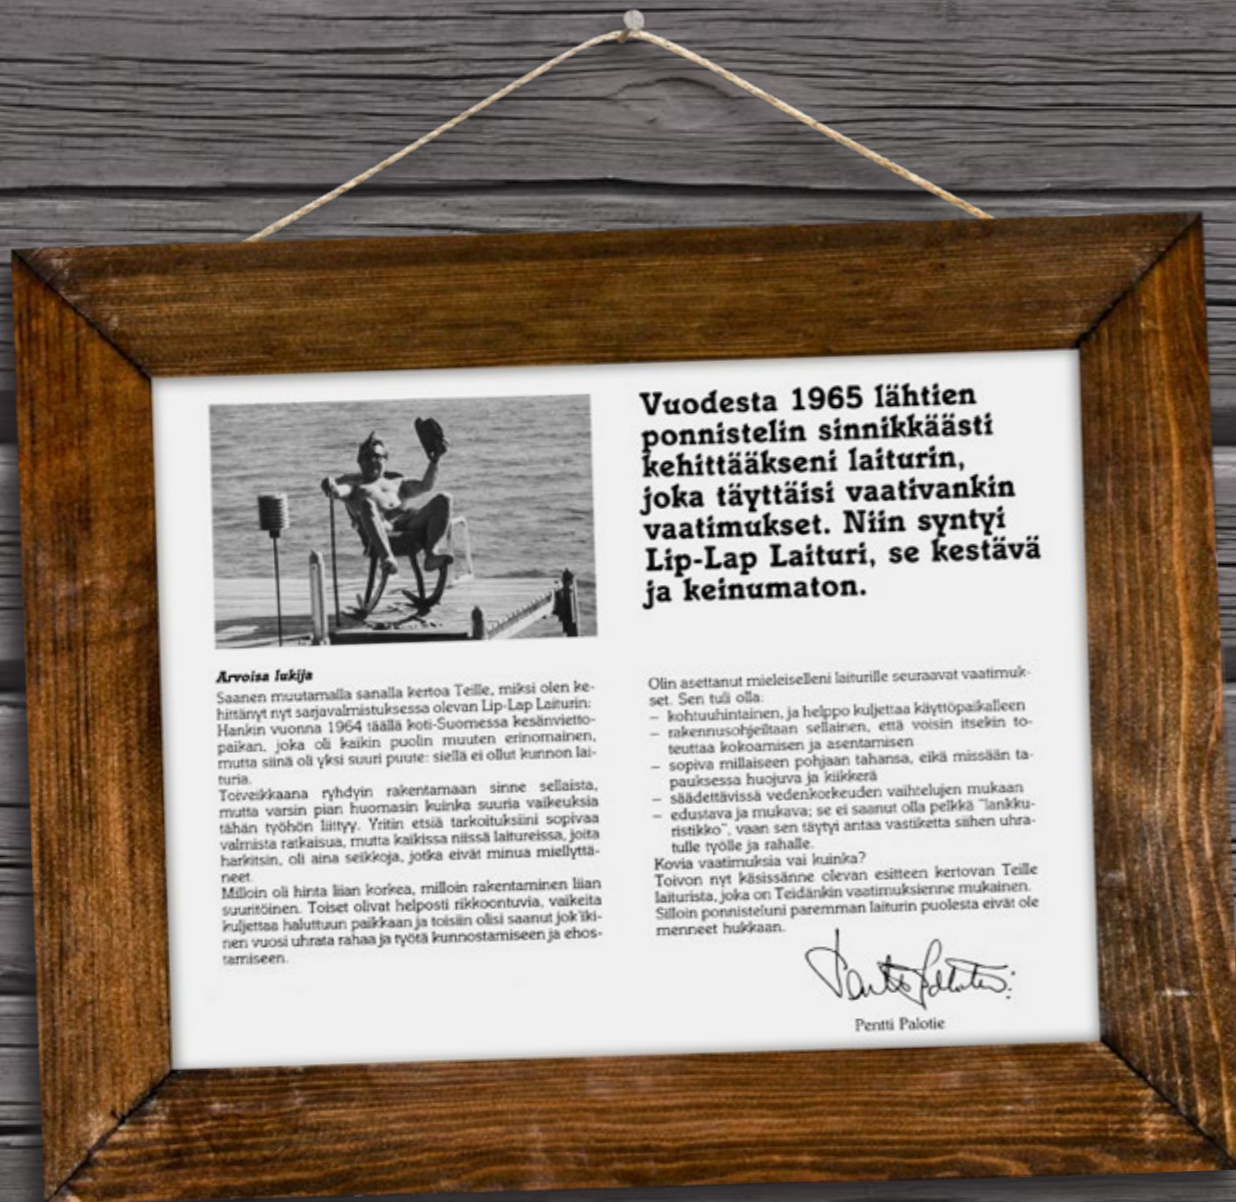 Vuodesta 1965 lähtien
ponnistelin sinnikkäästi
kehittääkseni laiturin,
joka täyttäisi vaativankin
vaatimukset. Niin syntyi
Lip-Lap Laituri, se kestävä
ja keinumaton.
Arvoisa lukija
Saanen muutamalla sanalla kertoa Teille, miksi olen ke-
hittänyt nyt sarjavalmistuksessa olevan Lip-Lap Laiturin:
Hankin vuonna 1964 täällä koti-Suomessa kesänvietto-
paikan, joka oli kaikin puolin muuten erinomainen,
mutta siinä oli yksi suuri puute: siellä ei ollut kunnon lai-
turia.
Toiveikkaana ryhdyin rakentamaan sinne sellaista,
mutta varsin pian huomasin kuinka suuria vaikeuksia
tähän työhön liittyy. Yritin etsiä tarkoituksiini sopivaa
valmista ratkaisua, mutta kaikissa niissä laitureissa, joita
harkitsin, oli aina seikkoja, jotka eivät minua miellyttä-
neet.
Milloin oli hinta liian korkea, milloin rakentaminen liian
suuritöinen. Toiset olivat helposti rikkoontuvia, vaikeita
kuljettaa haluttuun paikkaan ja toisiin olisi saanut jok'iki-
nen vuosi uhrata rahaa ja työtä kunnostamiseen ja ehos-
tamiseen.
Olin asettanut mieleiselleni laiturille seuraavat vaatimuk-
set. Sen tuli olla:
– kohtuuhintainen, ja helppo kuljettaa käyttöpaikalleen
– rakennusohjeiltaan sellainen, että voisin itsekin to-
teuttaa kokoamisen ja asentamisen
– sopiva millaiseen pohjaan tahansa, eikä missään ta-
pauksessa huojuva ja kiikkerä
– säädettävissä vedenkorkeuden vaihtelujen mukaan
– edustava ja mukava; se ei saanut olla pelkkä "lankku-
ristikko", vaan sen täytyi antaa vastiketta siihen uhra-
tulle työlle ja rahalle.
Kovia vaatimuksia vai kuinka?
Toivon nyt käsissänne olevan esitteen kertovan Teille
laiturista, joka on Teidänkin vaatimuksienne mukainen.
Silloin ponnisteluni paremman laiturin puolesta eivät ole
menneet hukkaan.
Pentti Palotie